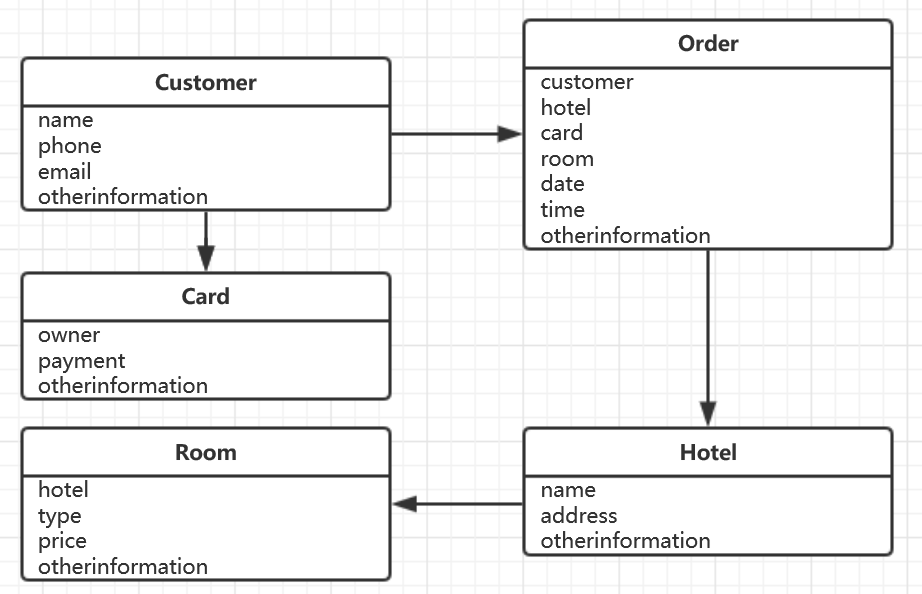 Customer
name
phone
email
otherinformation
Order
customer
hotel
card
room
date
time
otherinformation
Card
owner
payment
otherinformation
Room
hotel
type
price
otherinformation
Hotel
name
address
otherinformation